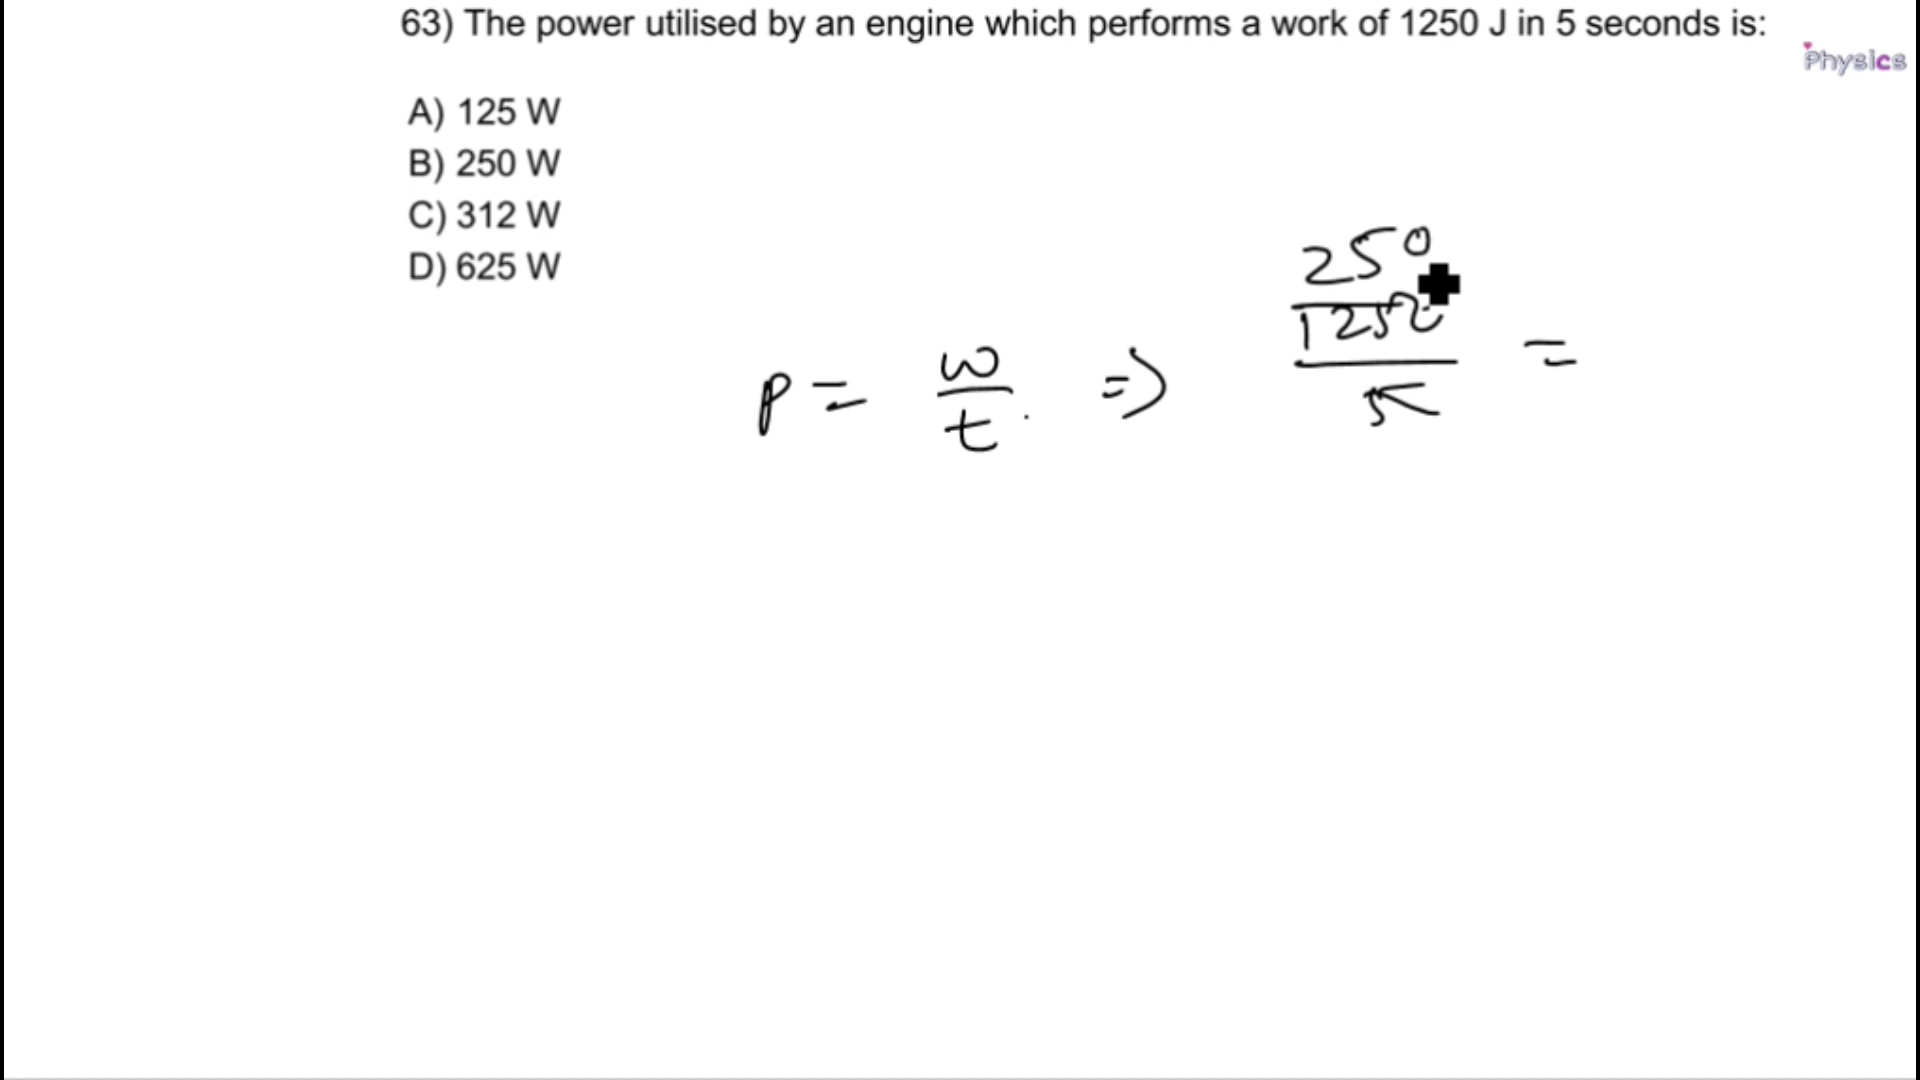 63) The power utilised by an engine which performs a work of 1250 J in 5 seconds is:
Physics
A) 125 W
B) 250 W
C) 312 W
D) 625 W
250
P = w/t. => 1250/5 =